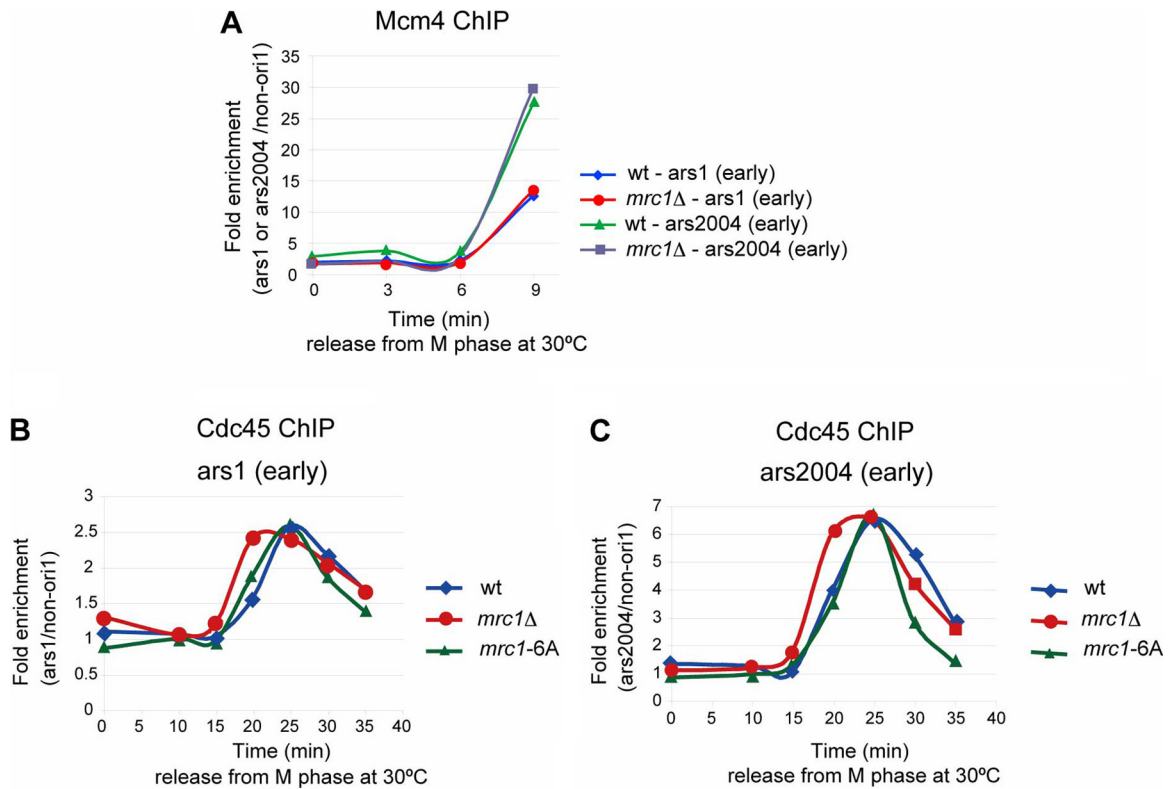 A
Mcm4 ChIP
Fold enrichment
(ars1 or ars2004 /non-ori1)
35
30
25
20
15
10
5
0
0 3 6 9
Time (min)
release from M phase at 30ºC
wt - ars1 (early)
mrc1Δ - ars1 (early)
wt - ars2004 (early)
mrc1Δ - ars2004 (early)
B
Cdc45 ChIP
ars1 (early)
Fold enrichment
(ars1/non-ori1)
3
2.5
2
1.5
1
0.5
0
0 5 10 15 20 25 30 35 40
Time (min)
release from M phase at 30ºC
wt
mrc1Δ
mrc1-6A
C
Cdc45 ChIP
ars2004 (early)
Fold enrichment
(ars2004/non-ori1)
7
6
5
4
3
2
1
0
0 5 10 15 20 25 30 35 40
Time (min)
release from M phase at 30ºC
wt
mrc1Δ
mrc1-6A